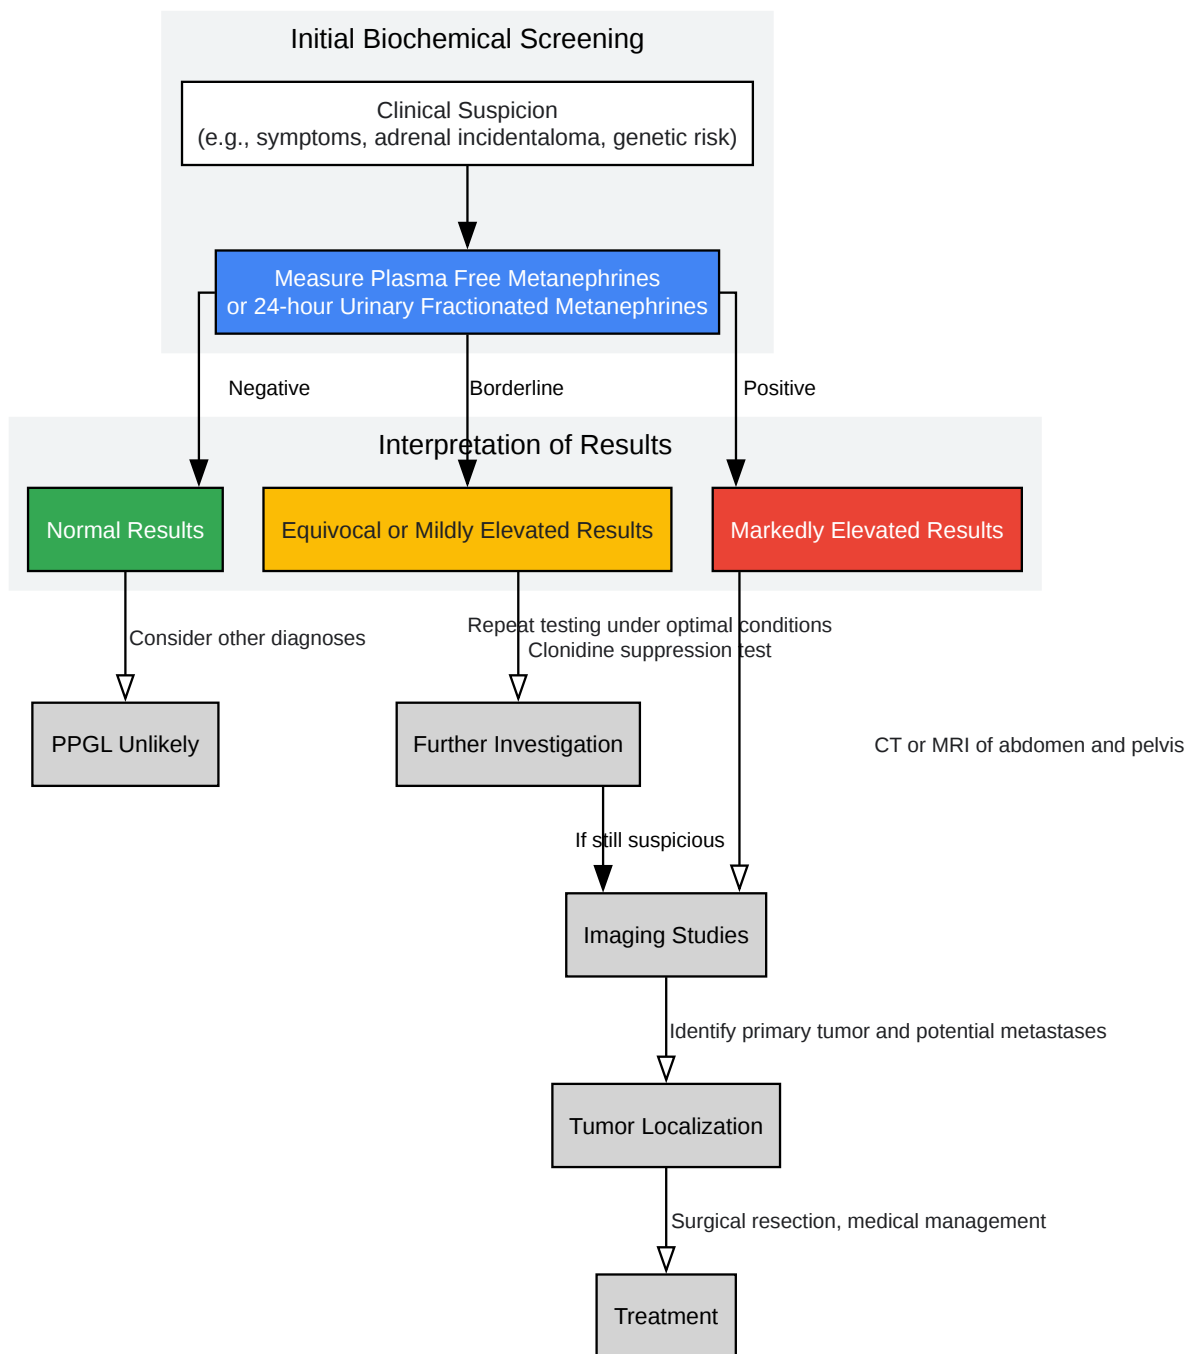 Initial Biochemical Screening
Clinical Suspicion
(e.g., symptoms, adrenal incidentaloma, genetic risk)
Measure Plasma Free Metanephrines
or 24-hour Urinary Fractionated Metanephrines
Negative
Borderline
Positive
Interpretation of Results
Normal Results
Equivocal or Mildly Elevated Results
Markedly Elevated Results
Consider other diagnoses
Repeat testing under optimal conditions
Clonidine suppression test
PPGL Unlikely
Further Investigation
CT or MRI of abdomen and pelvis
If still suspicious
Imaging Studies
Identify primary tumor and potential metastases
Tumor Localization
Surgical resection, medical management
Treatment